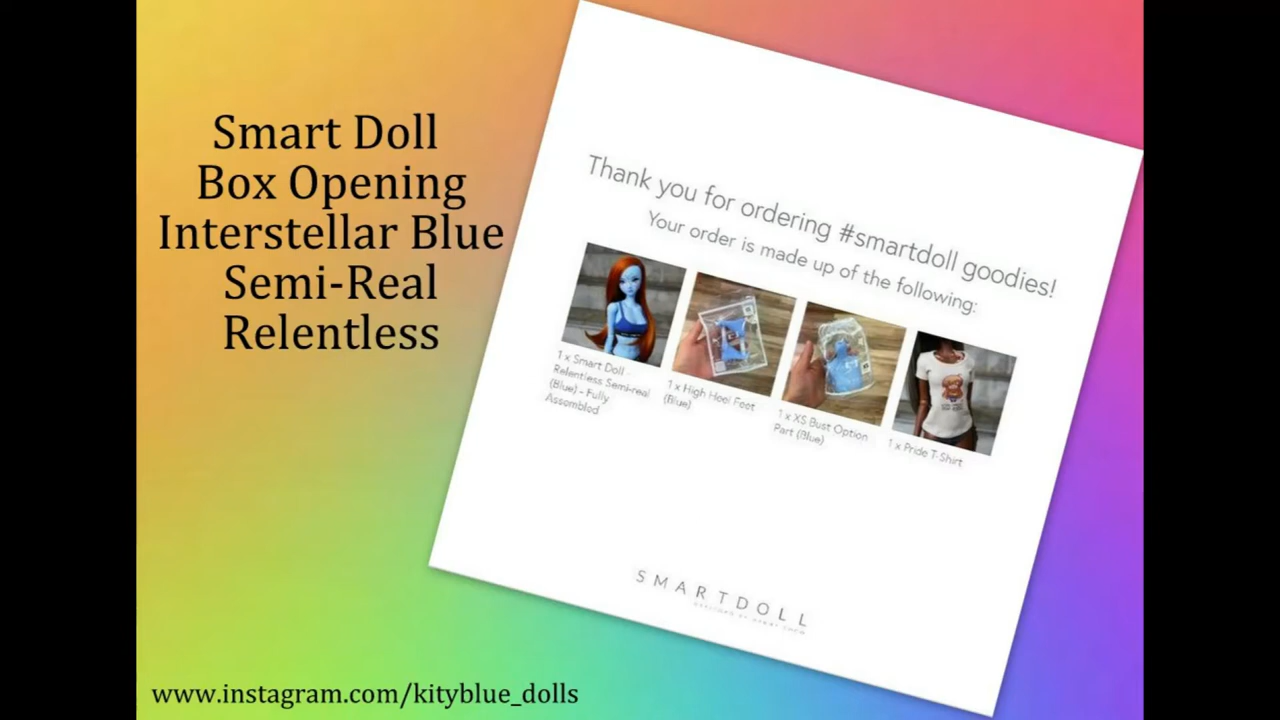 Smart Doll
Box Opening
Interstellar Blue
Semi-Real
Relentless
Thank you for ordering #smartdoll goodies!
Your order is made up of the following:
1 x Smart Doll -
Relentless Semi-real
(Blue) - Fully
Assembled
1 x High Heel Feet
(Blue)
1 x XS Bust Option
Part (Blue)
1 x Pride T-Shirt
SMARTDOLL
www.instagram.com/kityblue_dolls